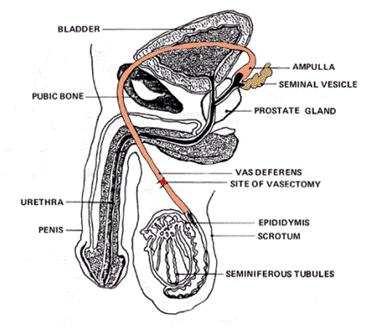 BLADDER
AMPULLA
SEMINAL VESICLE
PUBIC BONE
PROSTATE GLAND
VAS DEFERENS
SITE OF VASECTOMY
URETHRA
EPIDIDYMIS
PENIS
SCROTUM
SEMINIFEROUS TUBULES